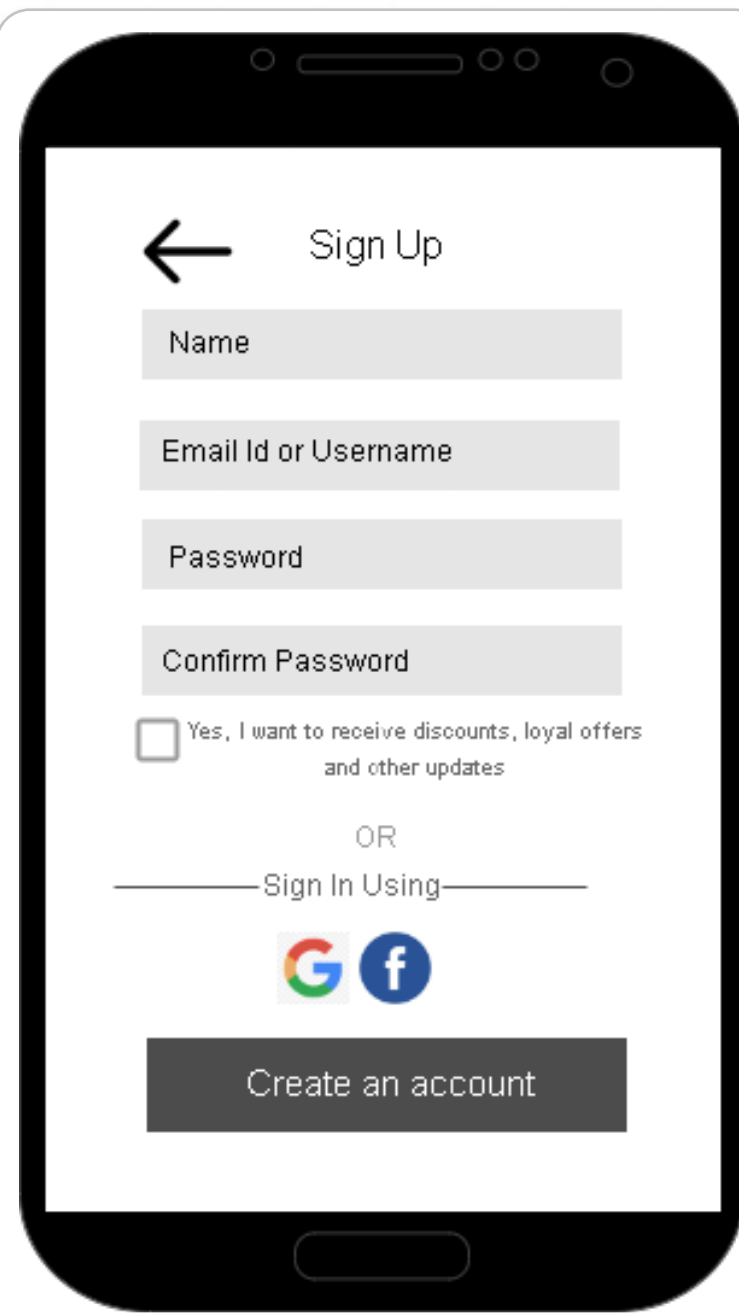 Sign Up
Name
Email Id or Username
Password
Confirm Password
Yes, I want to receive discounts, loyal offers
and other updates
OR
Sign In Using
G f
Create an account